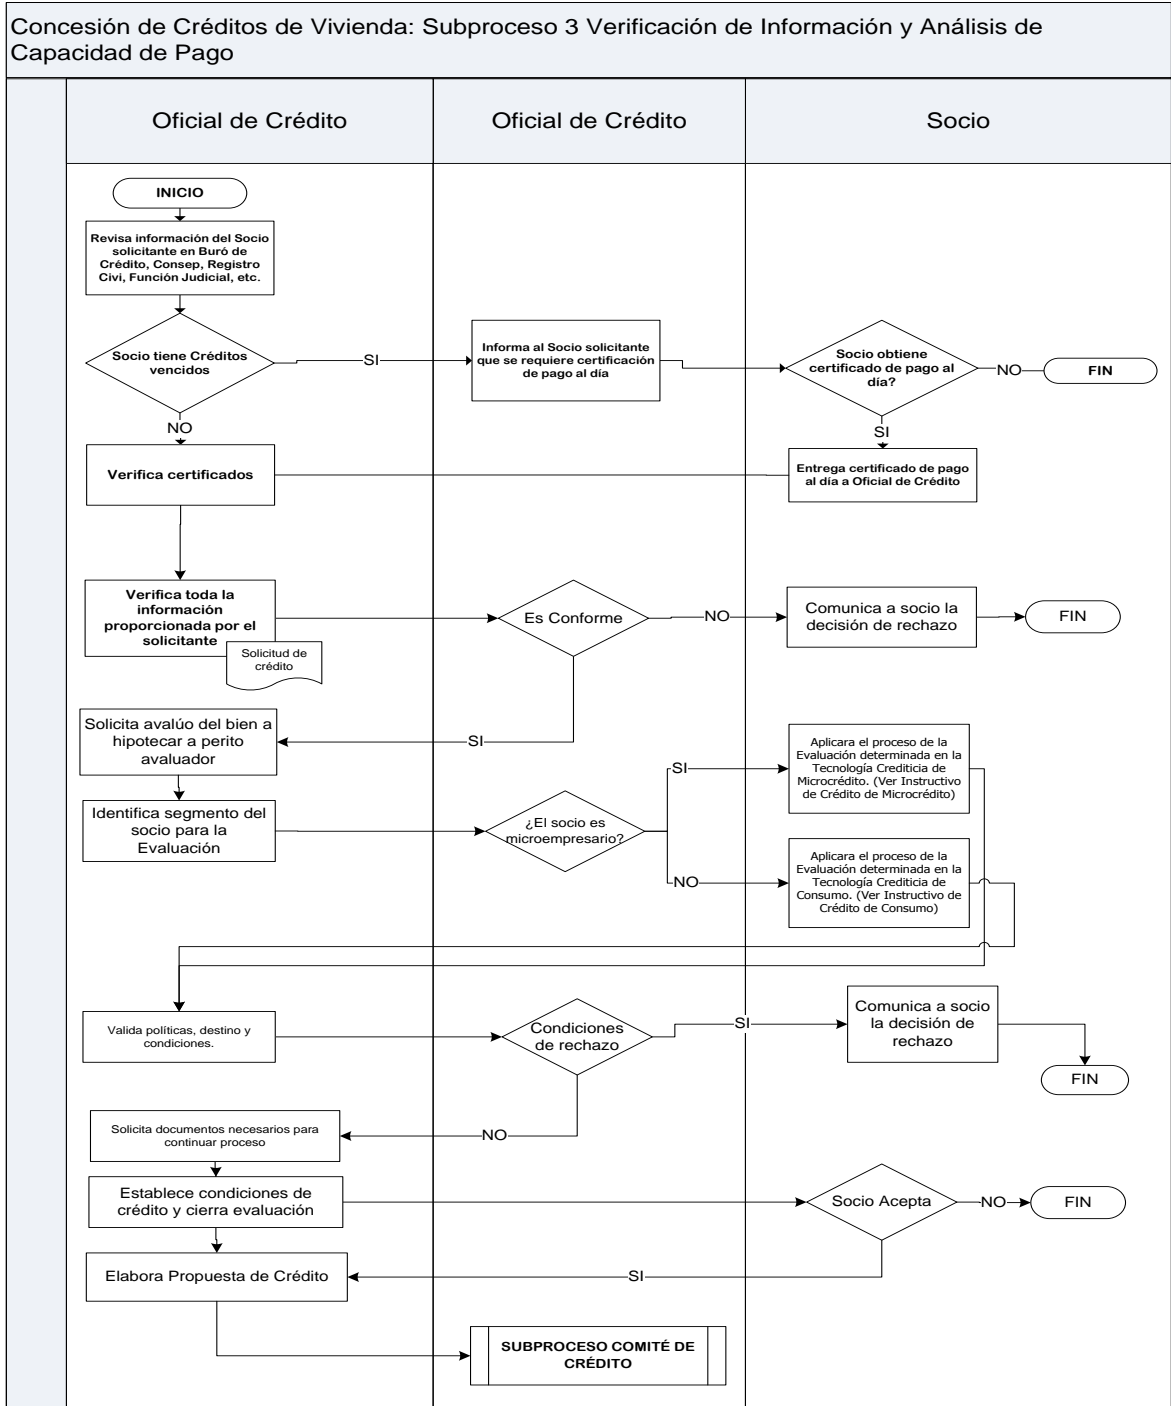 Concesión de Créditos de Vivienda: Subproceso 3 Verificación de Información y Análisis de
Capacidad de Pago
Oficial de Crédito
Oficial de Crédito
Socio
INICIO
Revisa información del Socio
solicitante en Buró de
Crédito, Consep, Registro
Civi, Función Judicial, etc.
Socio tiene Créditos
vencidos
SI
Informa al Socio solicitante
que se requiere certificación
de pago al día
Socio obtiene
certificado de pago al
día?
NO
FIN
NO
SI
Verifica certificados
Entrega certificado de pago
al día a Oficial de Crédito
Verifica toda la
información
proporcionada por el
solicitante
Solicitud de
crédito
Es Conforme
NO
Comunica a socio la
decisión de rechazo
FIN
SI
Solicita avalúo del bien a
hipotecar a perito
avaluador
Identifica segmento del
socio para la
Evaluación
¿El socio es
microempresario?
SI
Aplicara el proceso de la
Evaluación determinada en la
Tecnología Crediticia de
Microcrédito. (Ver Instructivo
de Crédito de Microcrédito)
NO
Aplicara el proceso de la
Evaluación determinada en la
Tecnología Crediticia de
Consumo. (Ver Instructivo de
Crédito de Consumo)
Valida políticas, destino y
condiciones.
Condiciones
de rechazo
SI
Comunica a socio
la decisión de
rechazo
FIN
NO
Solicita documentos necesarios para
continuar proceso
Establece condiciones de
crédito y cierra evaluación
Socio Acepta
NO
FIN
SI
Elabora Propuesta de Crédito
SUBPROCESO COMITÉ DE
CRÉDITO